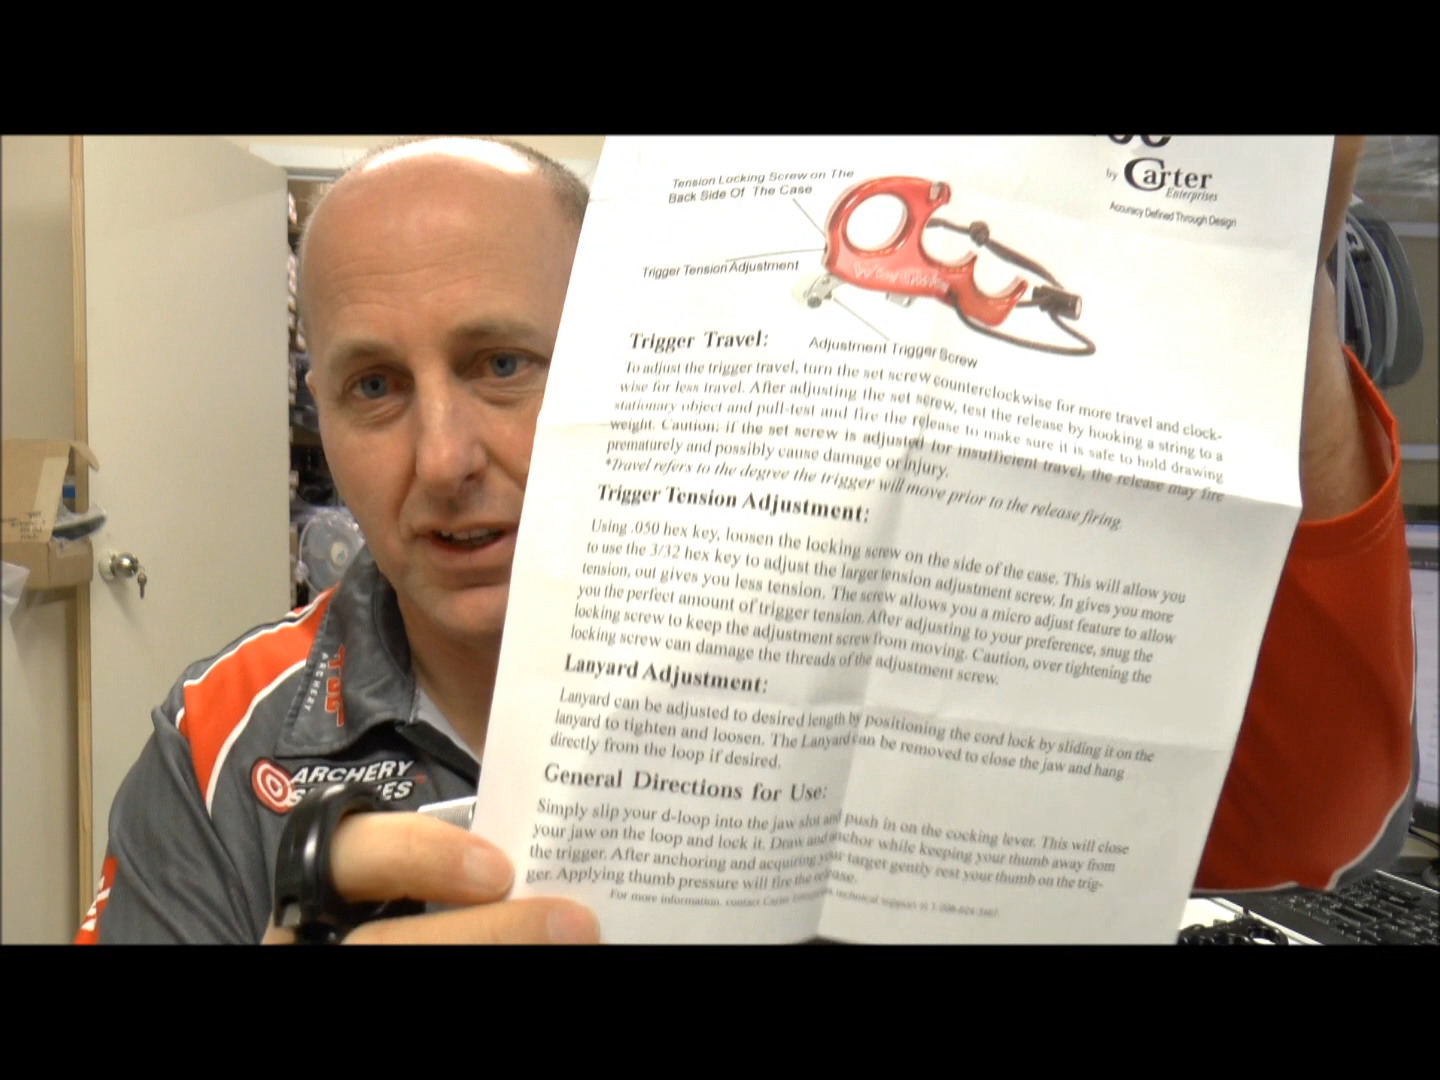 by Carter
Enterprises
Accuracy Defined Through Design
Tension Locking Screw on The
Back Side Of The Case
Trigger Tension Adjustment
Adjustment Trigger Screw
Trigger Travel:
To adjust the trigger travel, turn the set screw counterclockwise for more travel and clock-
wise for less travel. After adjusting the set screw, test the release by hooking a string to a
stationary object and pull-test and fire the release to make sure it is safe to hold drawing
weight. Caution: if the set screw is adjusted for insufficient travel, the release may fire
prematurely and possibly cause damage or injury.
*Travel refers to the degree the trigger will move prior to the release firing.
Trigger Tension Adjustment:
Using .050 hex key, loosen the locking screw on the side of the case. This will allow you
to use the 3/32 hex key to adjust the larger tension adjustment screw. In gives you more
tension, out gives you less tension. The screw allows you a micro adjust feature to allow
you the perfect amount of trigger tension. After adjusting to your preference, snug the
locking screw to keep the adjustment screw from moving. Caution, over tightening the
locking screw can damage the threads of the adjustment screw.
Lanyard Adjustment:
Lanyard can be adjusted to desired length by positioning the cord lock by sliding it on the
lanyard to tighten and loosen. The Lanyard can be removed to close the jaw and hang
directly from the loop if desired.
General Directions for Use:
Simply slip your d-loop into the jaw slot and push in on the cocking lever. This will close
your jaw on the loop and lock it. Draw and anchor while keeping your thumb away from
the trigger. After anchoring and acquiring your target gently rest your thumb on the trig-
ger. Applying thumb pressure will fire the release.
For more information, contact Carter Enterprises technical support at
ARCHERY
ARCHERY